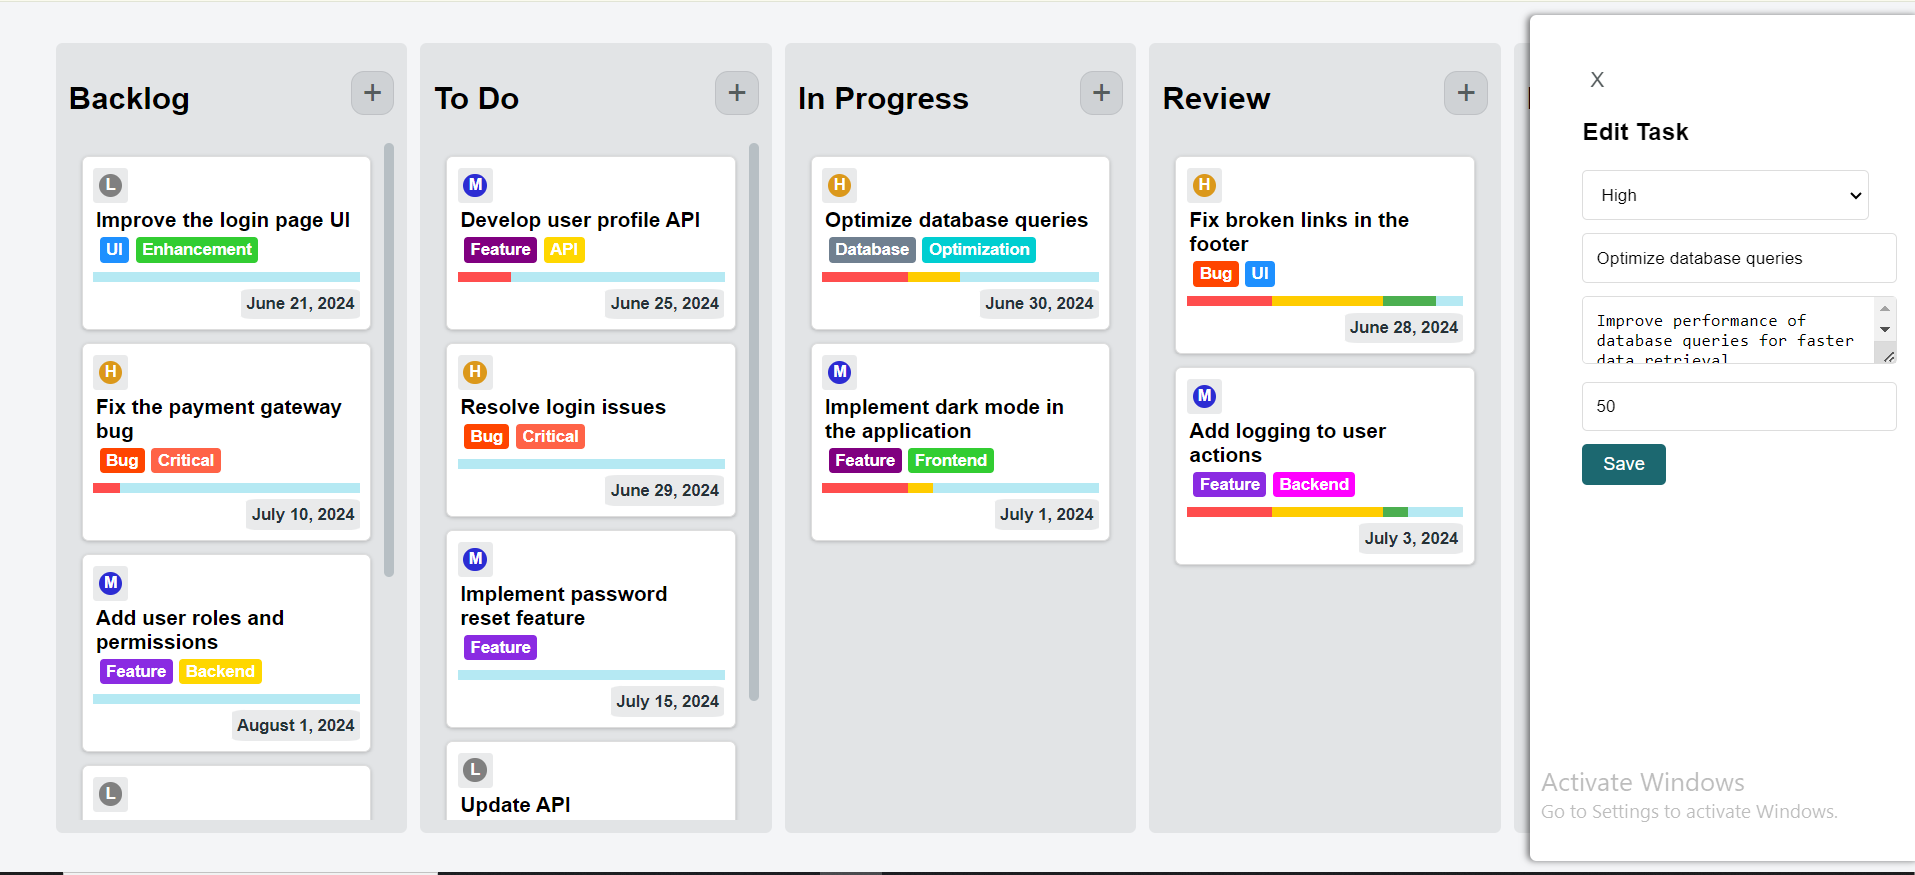 Backlog
+
L
Improve the login page UI
UI Enhancement
June 21, 2024
H
Fix the payment gateway
bug
Bug Critical
July 10, 2024
M
Add user roles and
permissions
Feature Backend
August 1, 2024
L
To Do
+
M
Develop user profile API
Feature API
June 25, 2024
H
Resolve login issues
Bug Critical
June 29, 2024
M
Implement password
reset feature
Feature
July 15, 2024
L
Update API
In Progress
+
H
Optimize database queries
Database Optimization
June 30, 2024
M
Implement dark mode in
the application
Feature Frontend
July 1, 2024
Review
+
H
Fix broken links in the
footer
Bug UI
June 28, 2024
M
Add logging to user
actions
Feature Backend
July 3, 2024
X
Edit Task
High
Optimize database queries
Improve performance of
database queries for faster
data retrieval
50
Save
Activate Windows
Go to Settings to activate Windows.